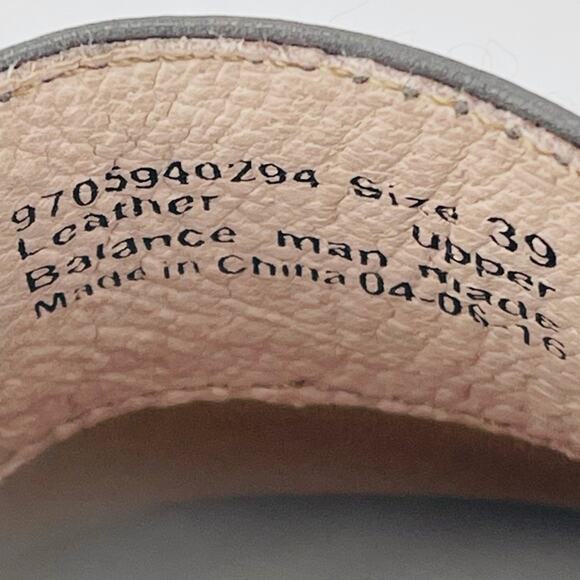 9705940294 Size 39
Leather upper
Balance man made
Made in China 04-06-16